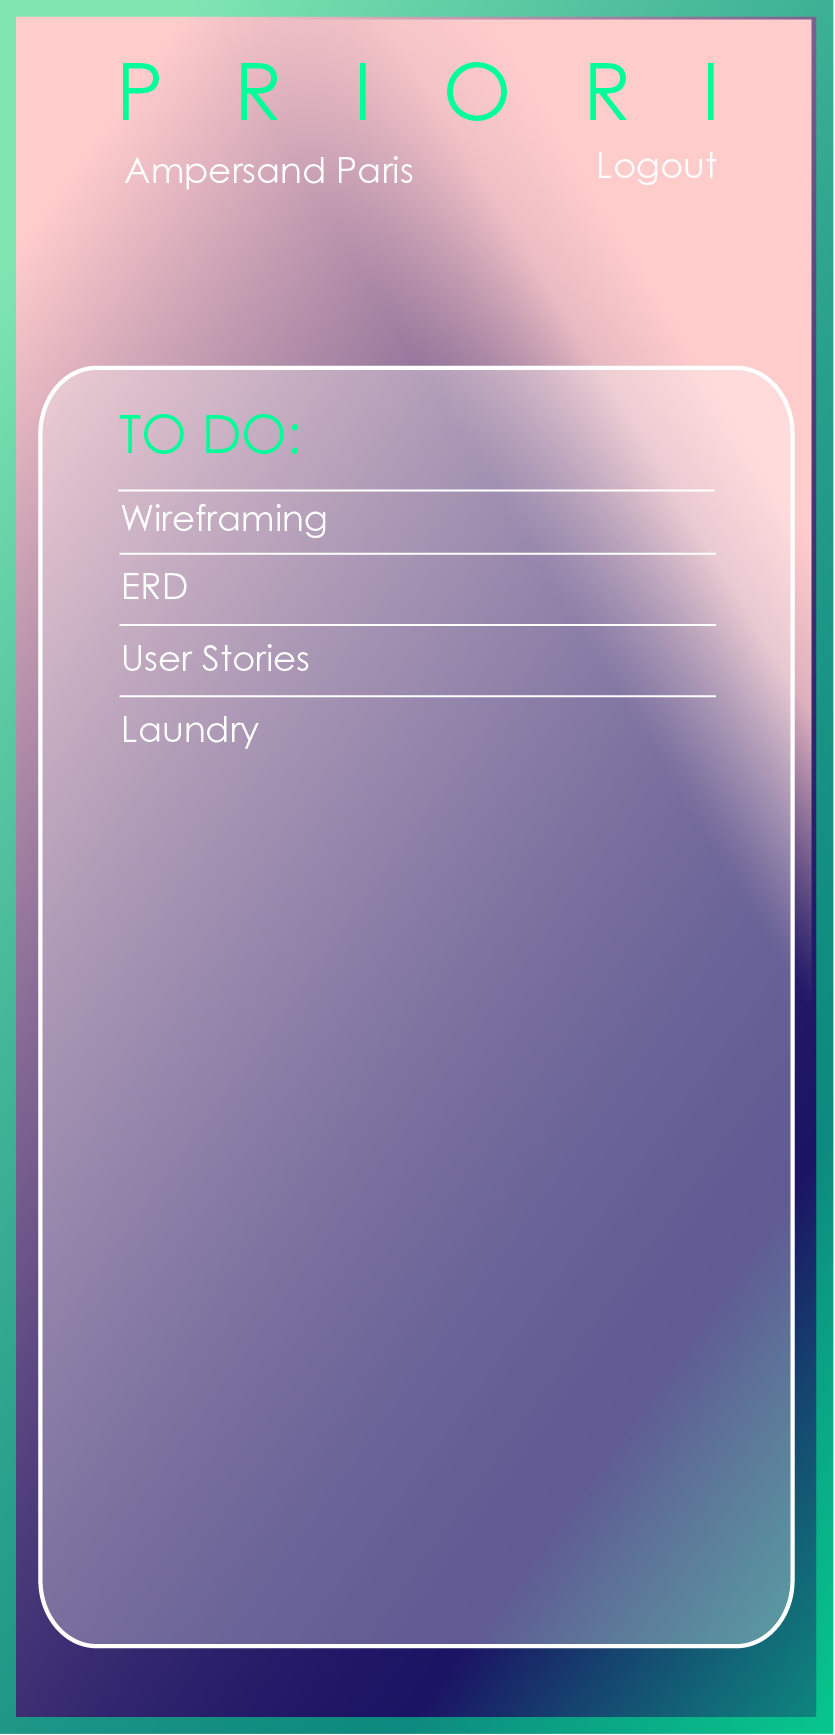 P R I O R I
Ampersand Paris
Logout
TO DO:
Wireframing
ERD
User Stories
Laundry